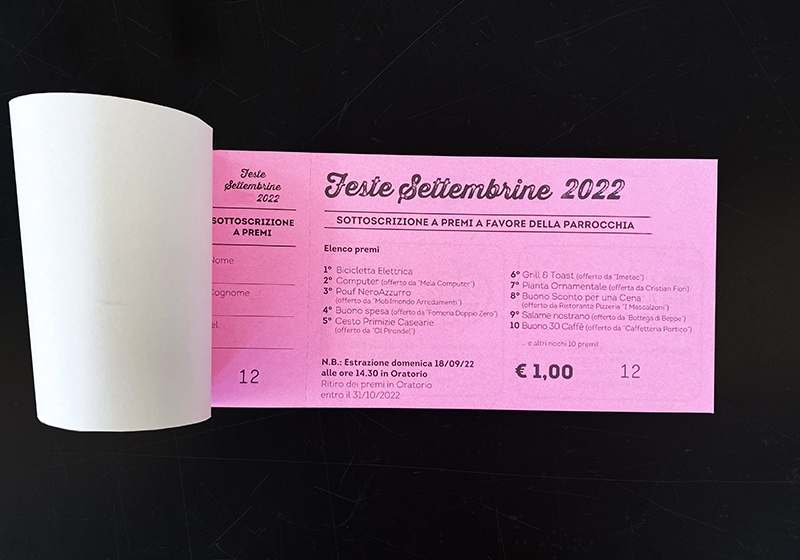 Feste
Settembrine
2022
SOTTOSCRIZIONE
A PREMI
Nome
Cognome
el.
12
Feste Settembrine 2022
SOTTOSCRIZIONE A PREMI A FAVORE DELLA PARROCCHIA
Elenco premi
1° Bicicletta Elettrica
2° Computer (offerto da "Mela Computer")
3° Pouf NeroAzzurro
(offerto da "Mobilmondo Arredamenti")
4° Buono spesa (offerto da "Forneria Doppio Zero")
5° Cesto Primizie Casearie
(offerto da "Ol Pirondel")
6° Grill & Toast (offerto da "Imetec")
7° Pianta Ornamentale (offerta da Cristian Fiori)
8° Buono Sconto per una Cena
(offerto da Ristorante Pizzeria "I Mascalzoni")
9° Salame nostrano (offerto da "Bottega di Beppe")
10 Buono 30 Caffè (offerto da "Caffetteria Portico")
... e altri ricchi 10 premi!
N.B.: Estrazione domenica 18/09/22
alle ore 14.30 in Oratorio
Ritiro dei premi in Oratorio
entro il 31/10/2022
€ 1,00
12